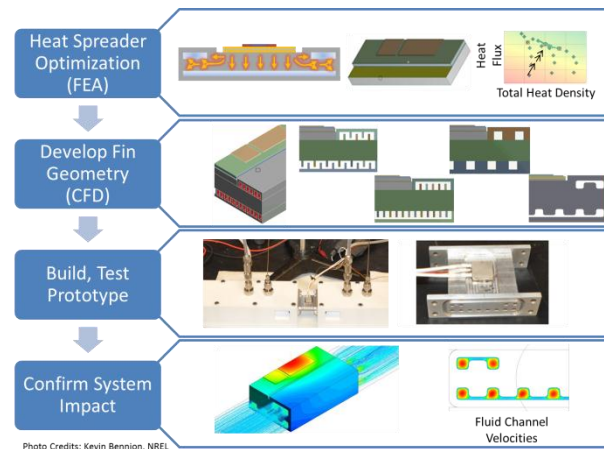 Heat Spreader
Optimization
(FEA)
Heat
Flux
Total Heat Density
Develop Fin
Geometry
(CFD)
Build, Test
Prototype
Confirm System
Impact
Fluid Channel
Velocities
Photo Credits: Kevin Bennion, NREL